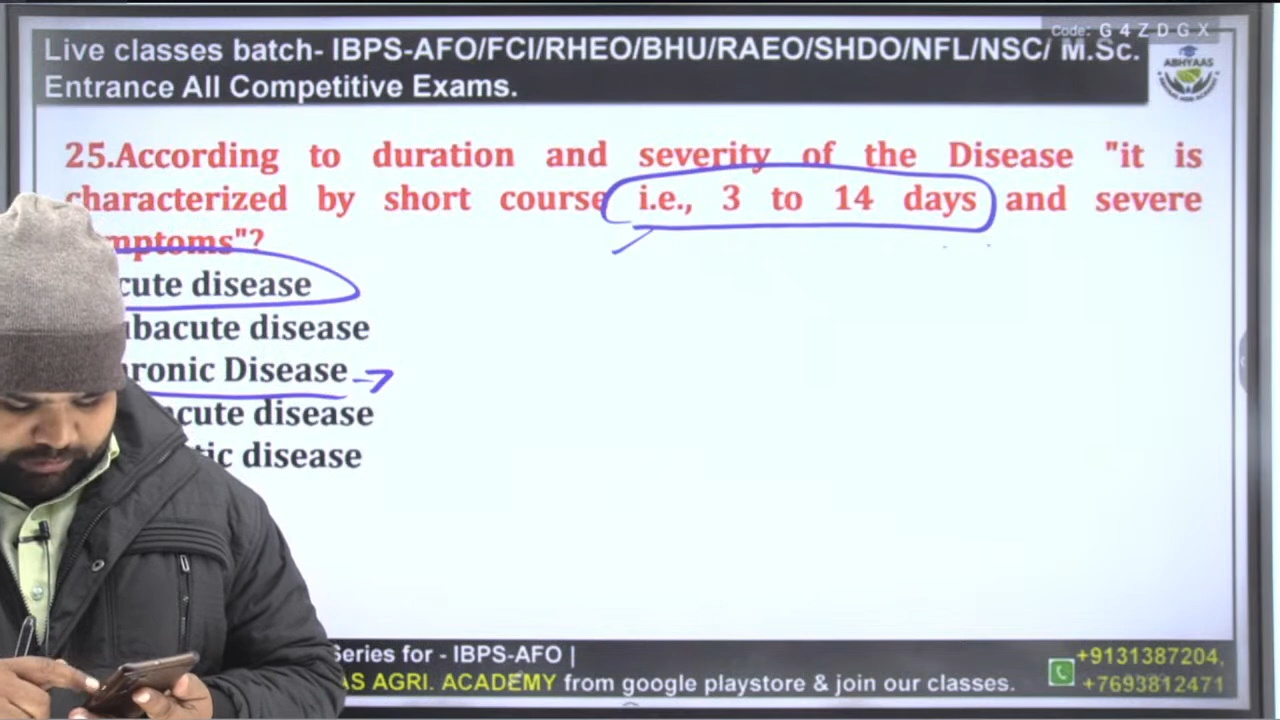 Code: G 4 Z D G X
Live classes batch- IBPS-AFO/FCI/RHEO/BHU/RAEO/SHDO/NFL/NSC/ M.Sc.
Entrance All Competitive Exams.
ABHYAAS
25.According to duration and severity of the Disease "it is
characterized by short course i.e., 3 to 14 days and severe
mptoms"?
cute disease
ubacute disease
hronic Disease
acute disease
tic disease
Series for - IBPS-AFO |
AS AGRI. ACADEMY from google playstore & join our classes.
+9131387204,
+7693812471